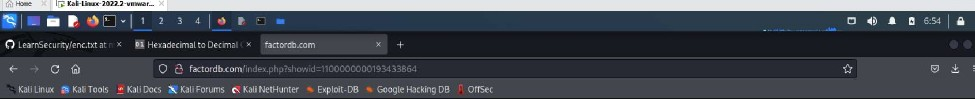 Home Kali-Linux-2022.2-vmwar...
1 2 3 4 6:54
LearnSecurity/enc.txt at m Hexadecimal to Decimal C factordb.com
factordb.com/index.php?showid=1100000000193433864
Kali Linux Kali Tools Kali Docs Kali Forums Kali NetHunter Exploit-DB Google Hacking DB OffSec